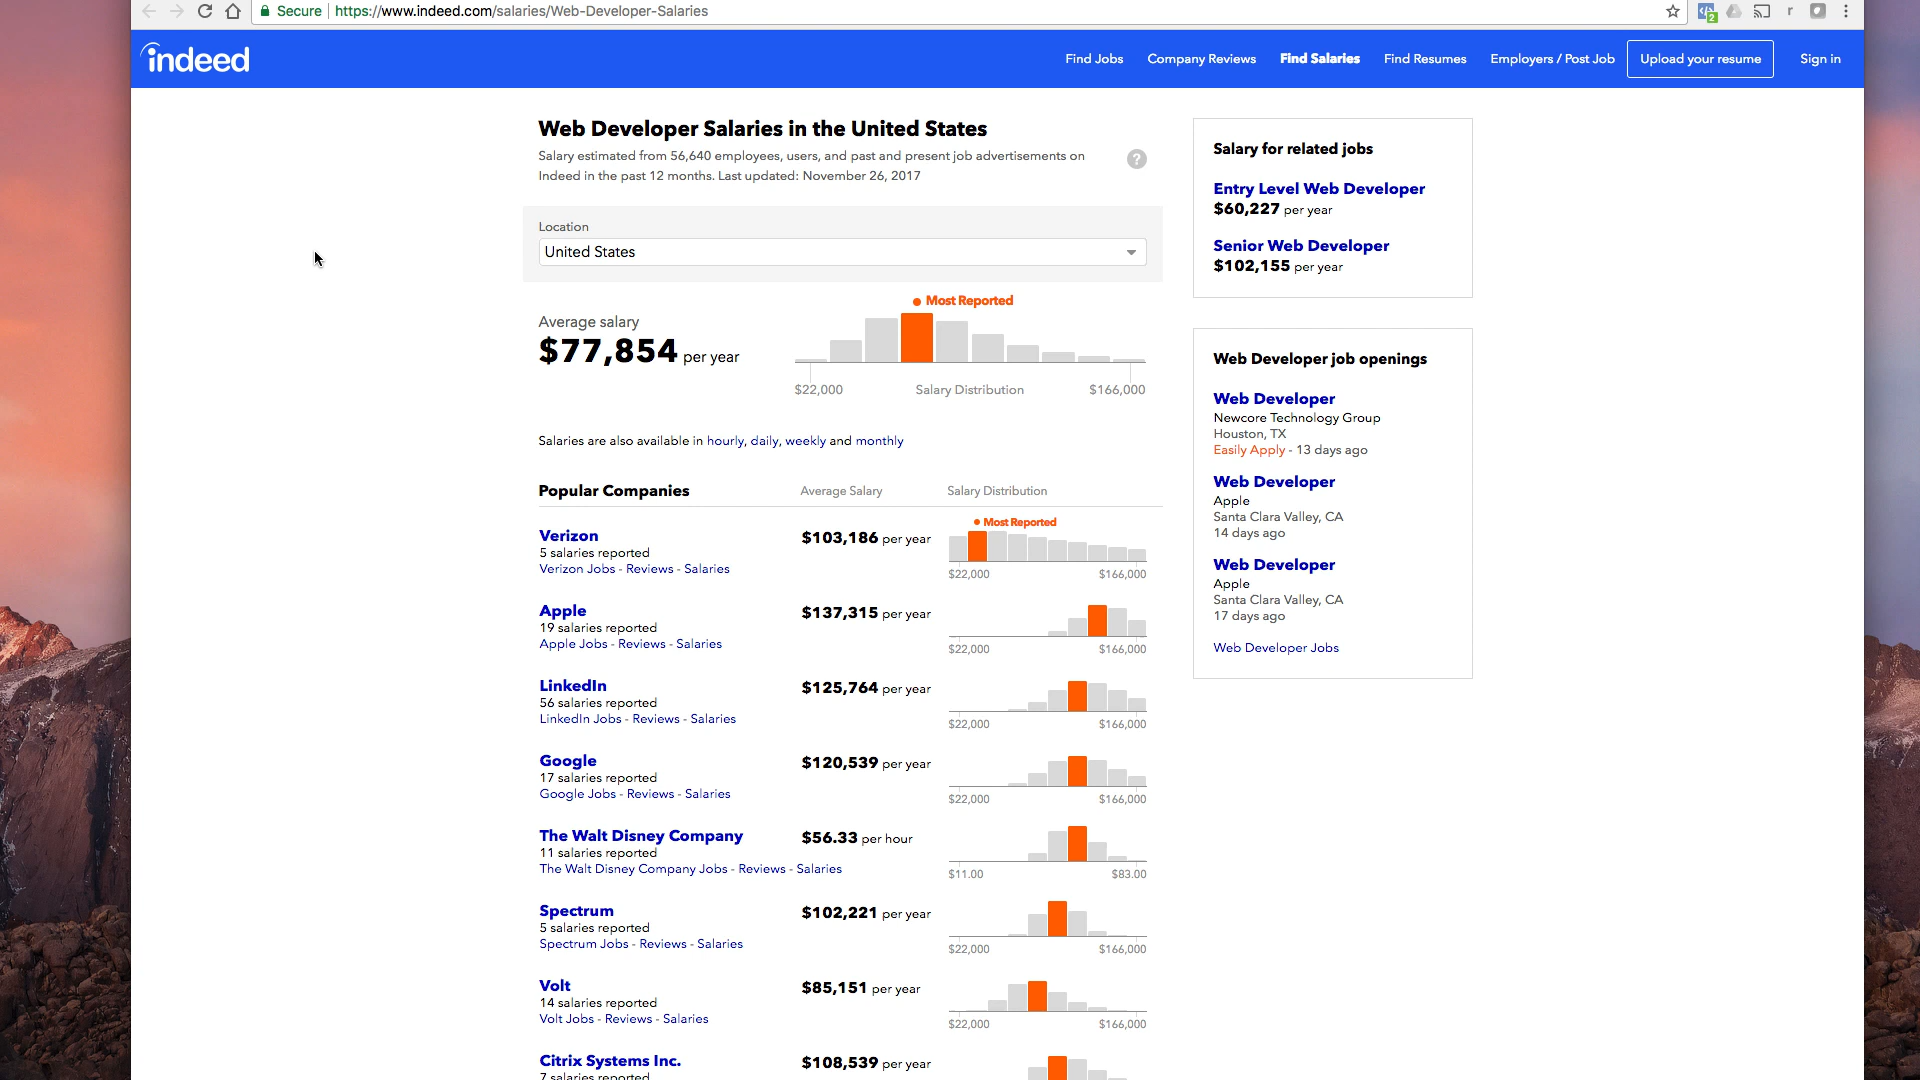 Secure
https://www.indeed.com/salaries/Web-Developer-Salaries
2
r
indeed
Find Jobs
Company Reviews
Find Salaries
Find Resumes
Employers / Post Job
Upload your resume
Sign in
Web Developer Salaries in the United States
Salary estimated from 56,640 employees, users, and past and present job advertisements on
Indeed in the past 12 months. Last updated: November 26, 2017
?
Location
United States
Most Reported
Average salary
$77,854 per year
$22,000
Salary Distribution
$166,000
Salaries are also available in hourly, daily, weekly and monthly
Popular Companies
Average Salary
Salary Distribution
Most Reported
Verizon
$103,186 per year
5 salaries reported
Verizon Jobs - Reviews - Salaries
$22,000
$166,000
Apple
$137,315 per year
19 salaries reported
Apple Jobs - Reviews - Salaries
$22,000
$166,000
LinkedIn
$125,764 per year
56 salaries reported
LinkedIn Jobs - Reviews - Salaries
$22,000
$166,000
Google
$120,539 per year
17 salaries reported
Google Jobs - Reviews - Salaries
$22,000
$166,000
The Walt Disney Company
$56.33 per hour
11 salaries reported
The Walt Disney Company Jobs - Reviews - Salaries
$11.00
$83.00
Spectrum
$102,221 per year
5 salaries reported
Spectrum Jobs - Reviews - Salaries
$22,000
$166,000
Volt
$85,151 per year
14 salaries reported
Volt Jobs - Reviews - Salaries
$22,000
$166,000
Citrix Systems Inc.
$108,539 per year
7 salaries reported
Salary for related jobs
Entry Level Web Developer
$60,227 per year
Senior Web Developer
$102,155 per year
Web Developer job openings
Web Developer
Newcore Technology Group
Houston, TX
Easily Apply - 13 days ago
Web Developer
Apple
Santa Clara Valley, CA
14 days ago
Web Developer
Apple
Santa Clara Valley, CA
17 days ago
Web Developer Jobs